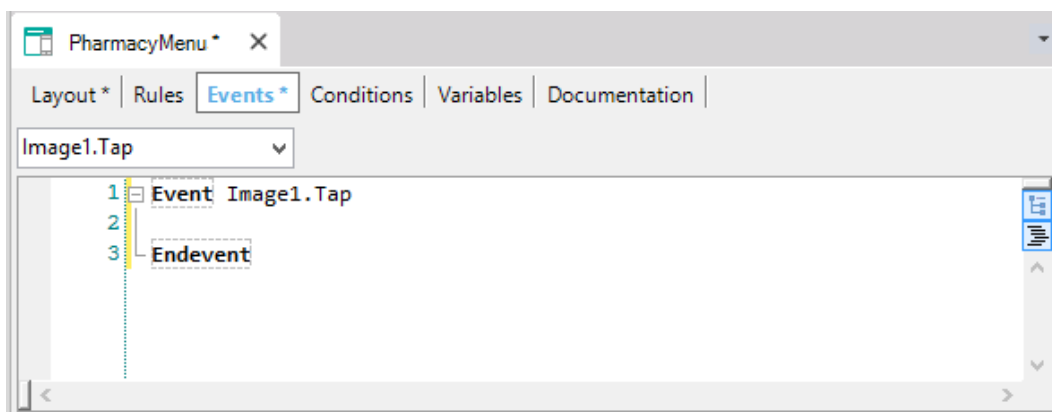 PharmacyMenu *
Layout * Rules Events * Conditions Variables Documentation
Image1.Tap
1 Event Image1.Tap
2
3 Endevent